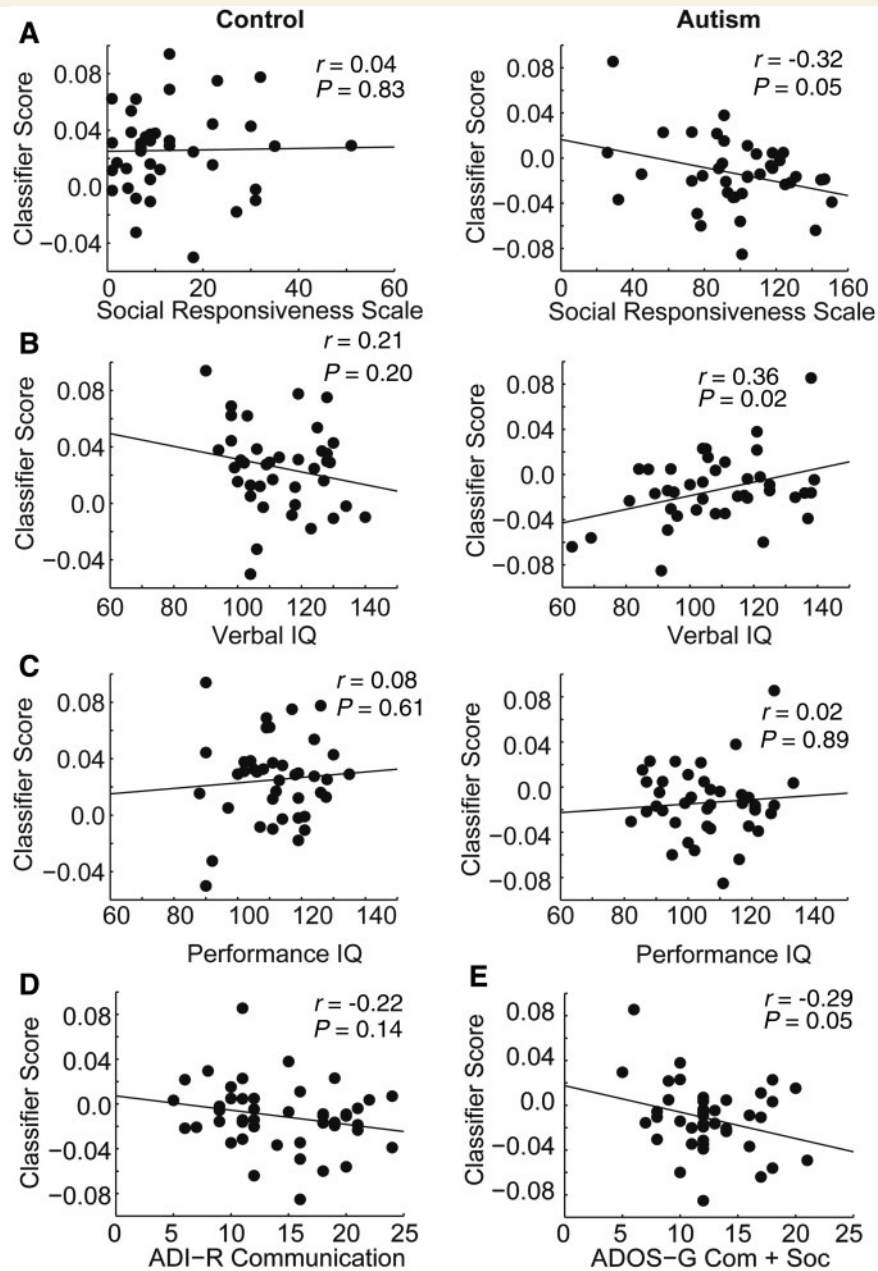 Control
Autism
A
Classifier Score
0.08
0.04
0.0
−0.04
0
20
40
60
Social Responsiveness Scale
r = 0.04
P = 0.83
Classifier Score
0.08
0.04
0.0
−0.04
−0.08
0
40
80
120
160
Social Responsiveness Scale
r = -0.32
P = 0.05
B
Classifier Score
0.08
0.04
0.0
−0.04
60
80
100
120
140
Verbal IQ
r = 0.21
P = 0.20
Classifier Score
0.08
0.04
0.0
−0.04
−0.08
60
80
100
120
140
Verbal IQ
r = 0.36
P = 0.02
C
Classifier Score
0.08
0.04
0.0
−0.04
60
80
100
120
140
Performance IQ
r = 0.08
P = 0.61
Classifier Score
0.08
0.04
0.0
−0.04
−0.08
60
80
100
120
140
Performance IQ
r = 0.02
P = 0.89
D
Classifier Score
0.08
0.04
0.0
−0.04
−0.08
0
5
10
15
20
25
ADI−R Communication
r = -0.22
P = 0.14
E
Classifier Score
0.08
0.04
0.0
−0.04
−0.08
0
5
10
15
20
25
ADOS−G Com + Soc
r = -0.29
P = 0.05